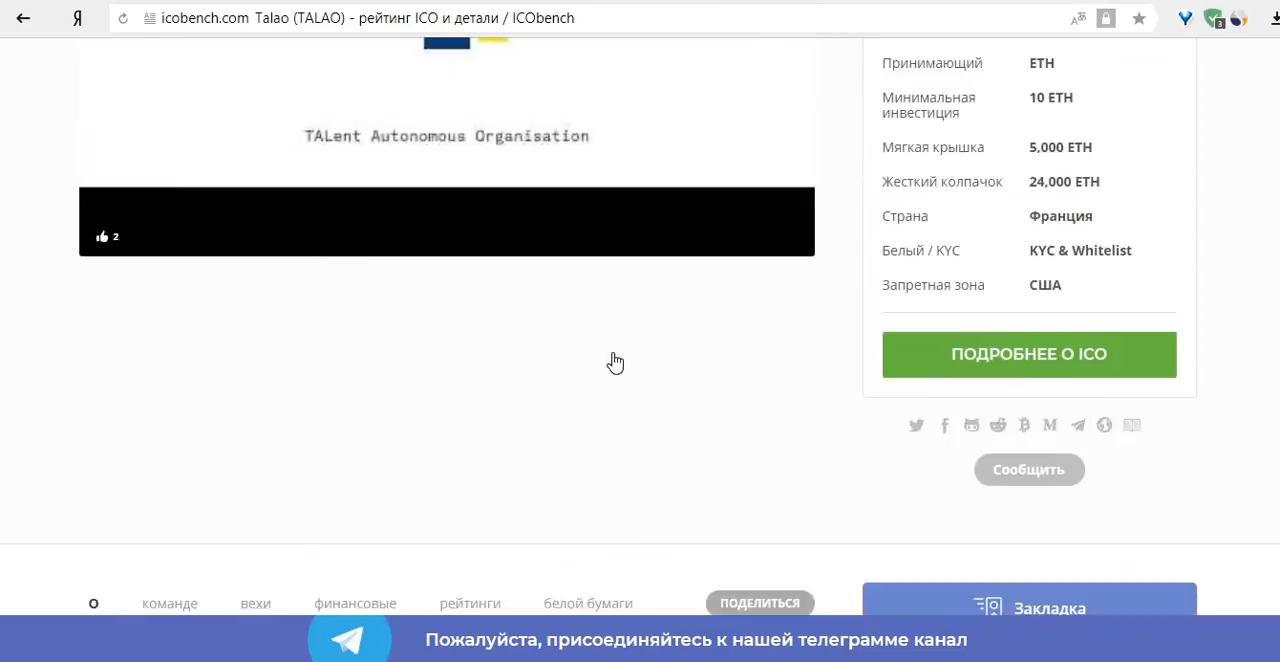 icobench.com Talao (TALAO) - рейтинг ICO и детали / ICObench
3
TALent Autonomous Organisation
2
Принимающий ETH
Минимальная инвестиция 10 ETH
Мягкая крышка 5,000 ETH
Жесткий колпачок 24,000 ETH
Страна Франция
Белый / KYC KYC & Whitelist
Запретная зона США
ПОДРОБНЕЕ О ICO
Сообщить
О команде вехи финансовые рейтинги белой бумаги ПОДЕЛИТЬСЯ
Закладка
Пожалуйста, присоединяйтесь к нашей телеграмме канал